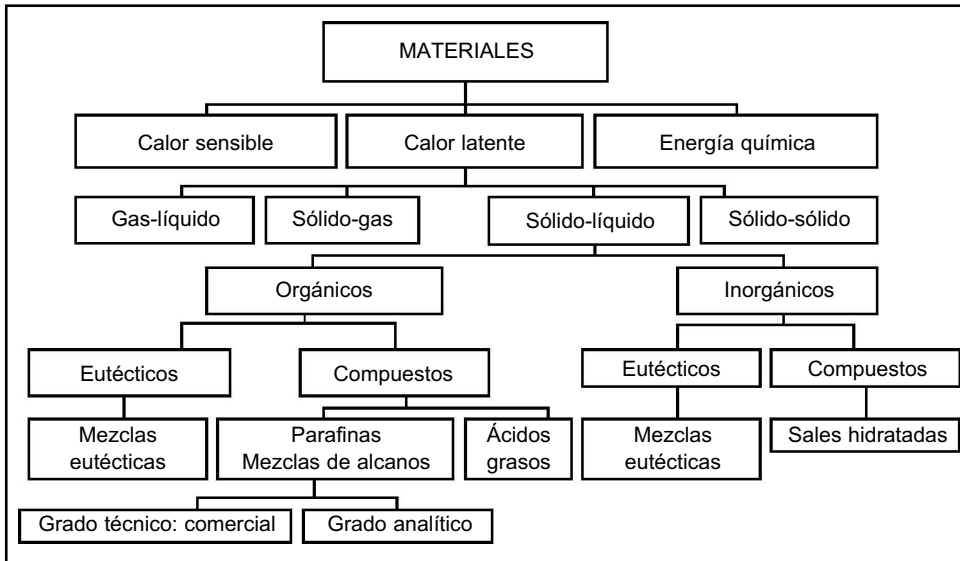 MATERIALES
Calor sensible
Calor latente
Energía química
Gas-líquido
Sólido-gas
Sólido-líquido
Sólido-sólido
Orgánicos
Inorgánicos
Eutécticos
Compuestos
Eutécticos
Compuestos
Mezclas
eutécticas
Parafinas
Mezclas de alcanos
Ácidos
grasos
Mezclas
eutécticas
Sales hidratadas
Grado técnico: comercial
Grado analítico